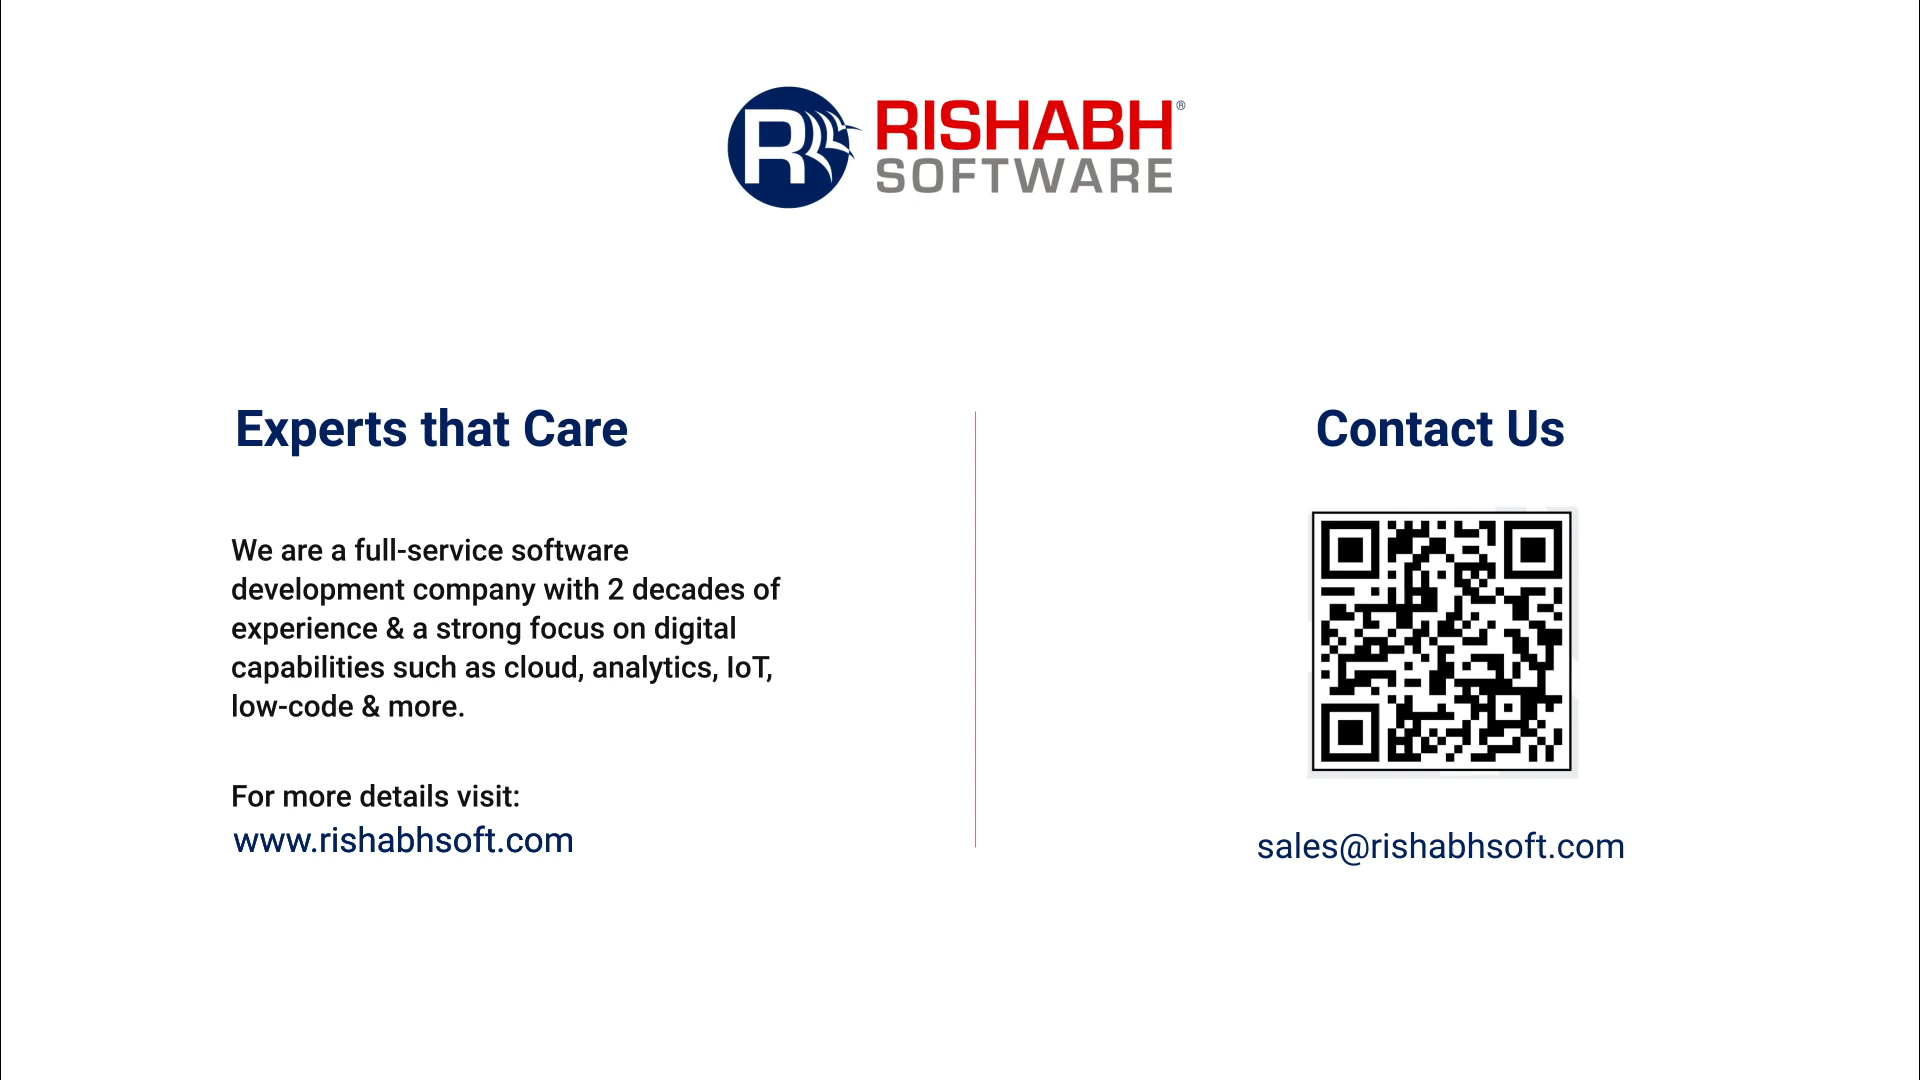 R
RISHABH®
SOFTWARE
Experts that Care
We are a full-service software
development company with 2 decades of
experience & a strong focus on digital
capabilities such as cloud, analytics, IoT,
low-code & more.
For more details visit:
www.rishabhsoft.com
Contact Us
sales@rishabhsoft.com